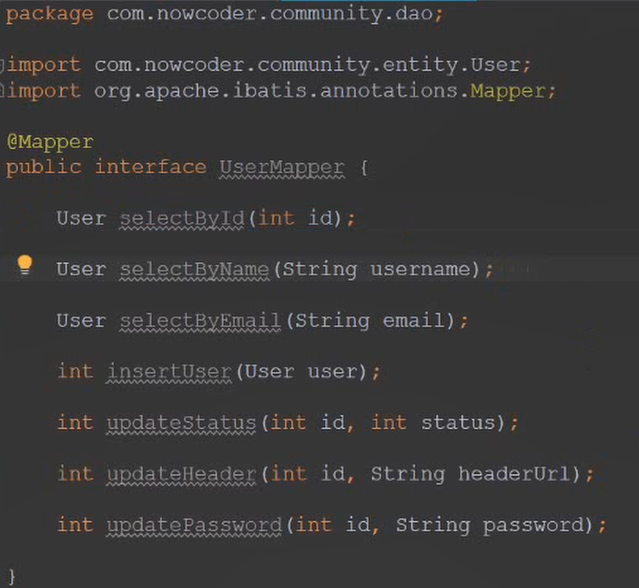 package com.nowcoder.community.dao;
import com.nowcoder.community.entity.User;
import org.apache.ibatis.annotations.Mapper;
@Mapper
public interface UserMapper {
User selectById(int id);
User selectByName(String username);
User selectByEmail(String email);
int insertUser(User user);
int updateStatus(int id, int status);
int updateHeader(int id, String headerUrl);
int updatePassword(int id, String password);
}